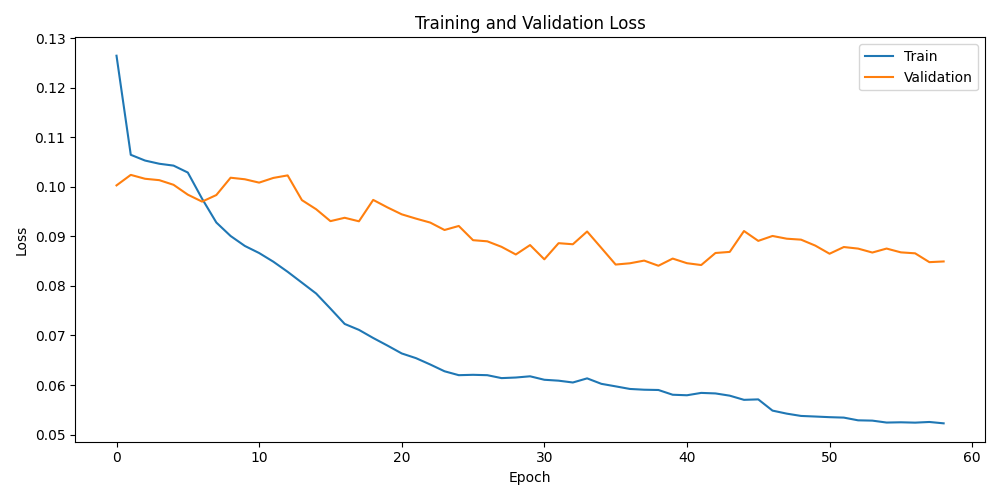 Training and Validation Loss
Train
Validation
Loss
0.13
0.12
0.11
0.10
0.09
0.08
0.07
0.06
0.05
0 10 20 30 40 50 60
Epoch